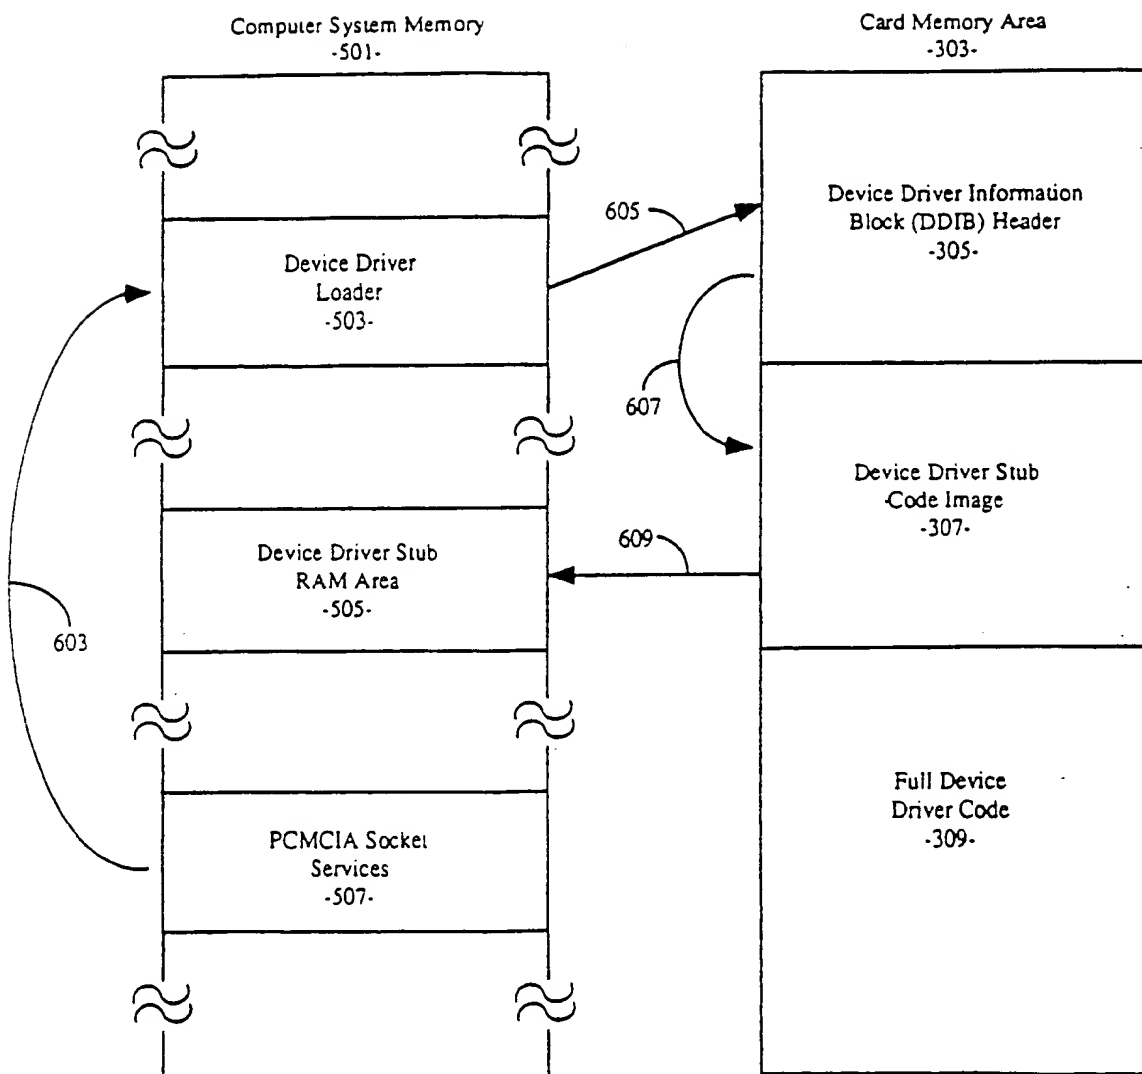 Computer System Memory
-501-
Card Memory Area
-303-
605
Device Driver Information
Block (DDIB) Header
-305-
Device Driver
Loader
-503-
607
Device Driver Stub
Code Image
-307-
609
Device Driver Stub
RAM Area
-505-
603
Full Device
Driver Code
-309-
PCMCIA Socket
Services
-507-